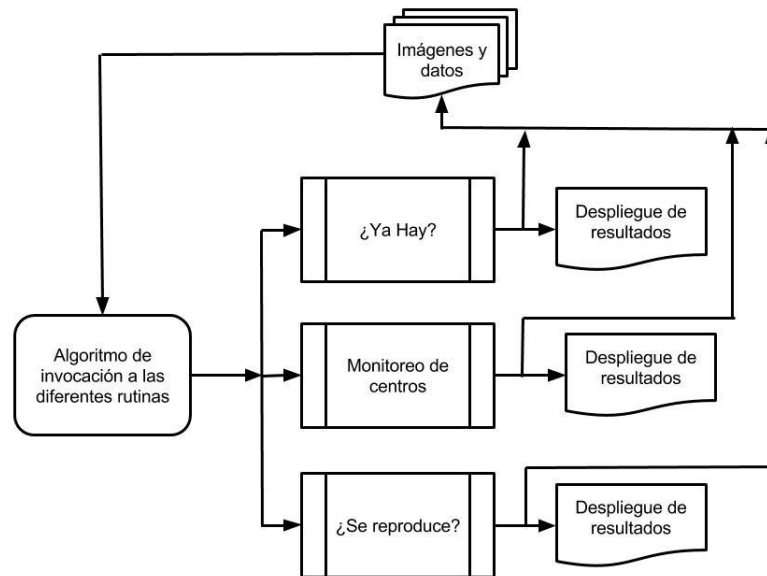 Imágenes y
datos
¿Ya Hay?
Despliegue de
resultados
Algoritmo de
invocación a las
diferentes rutinas
Monitoreo de
centros
Despliegue de
resultados
¿Se reproduce?
Despliegue de
resultados